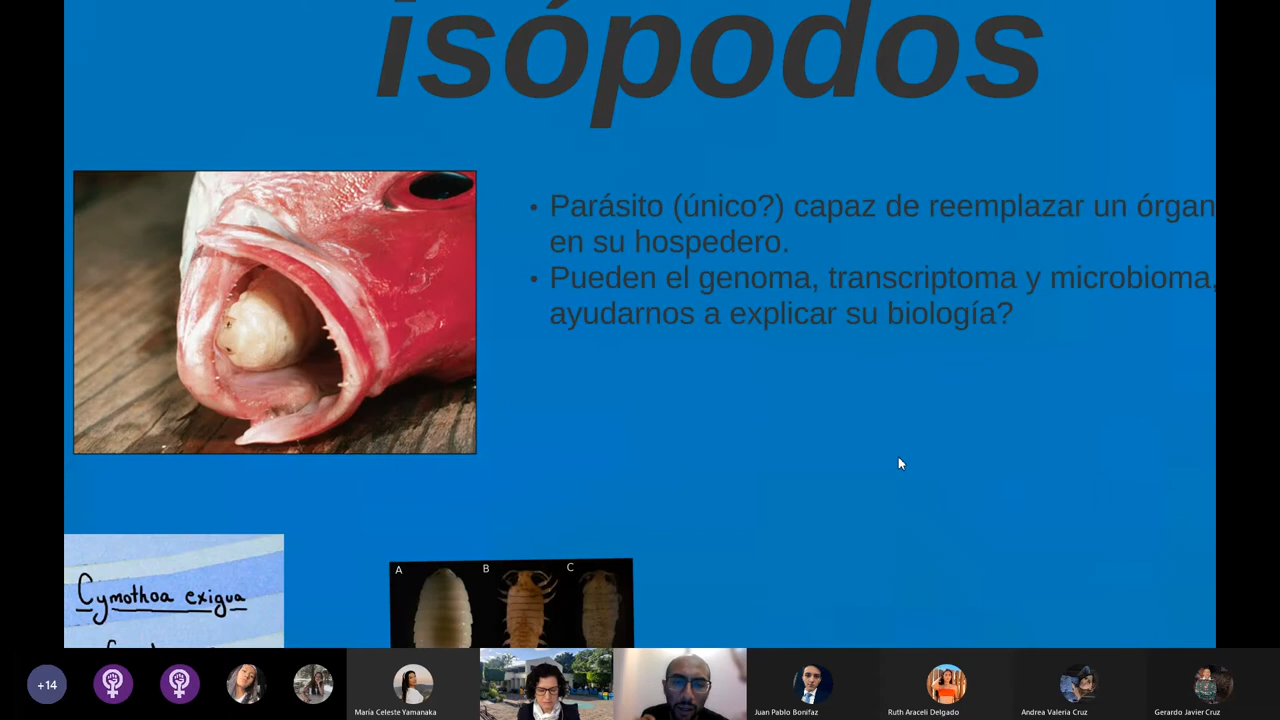 isópodos
• Parásito (único?) capaz de reemplazar un órgan
en su hospedero.
• Pueden el genoma, transcriptoma y microbioma,
ayudarnos a explicar su biología?
Cymothoa exigua
A B C
+14
María Celeste Yamanaka
Juan Pablo Bonifaz
Ruth Araceli Delgado
Andrea Valeria Cruz
Gerardo Javier Cruz